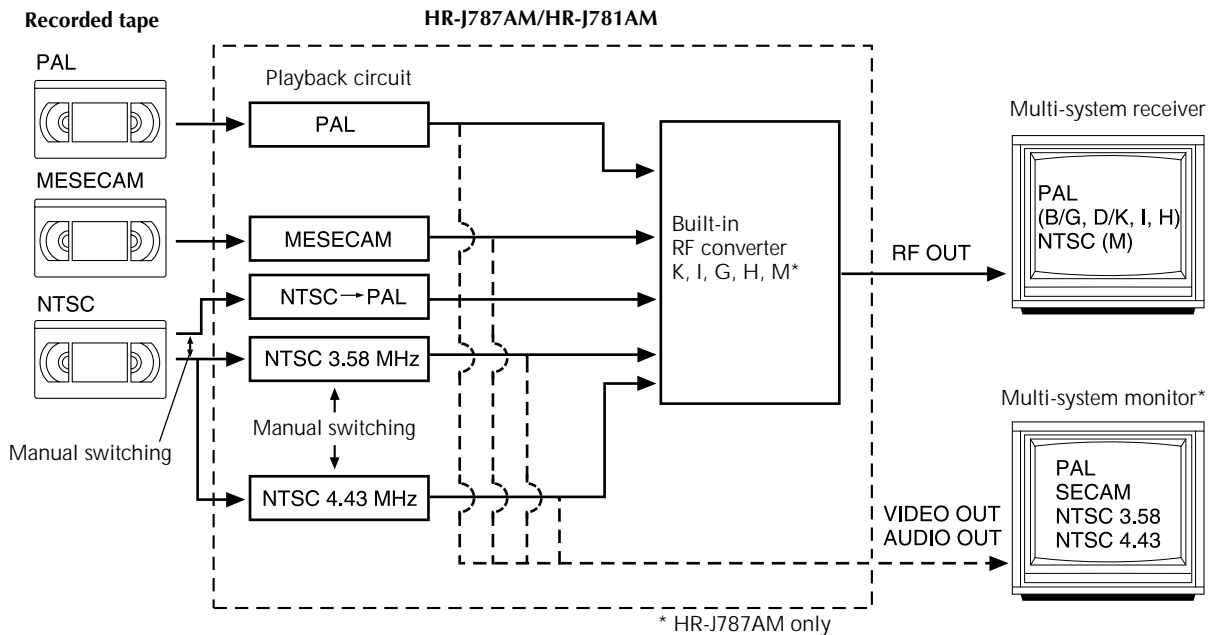 Recorded tape
HR-J787AM/HR-J781AM
PAL
Playback circuit
PAL
MESECAM
MESECAM
NTSC
NTSC→PAL
NTSC 3.58 MHz
Manual switching
Manual switching
NTSC 4.43 MHz
Built-in
RF converter
K, I, G, H, M*
RF OUT
Multi-system receiver
PAL
(B/G, D/K, I, H)
NTSC (M)
Multi-system monitor*
PAL
SECAM
NTSC 3.58
NTSC 4.43
VIDEO OUT
AUDIO OUT
* HR-J787AM only